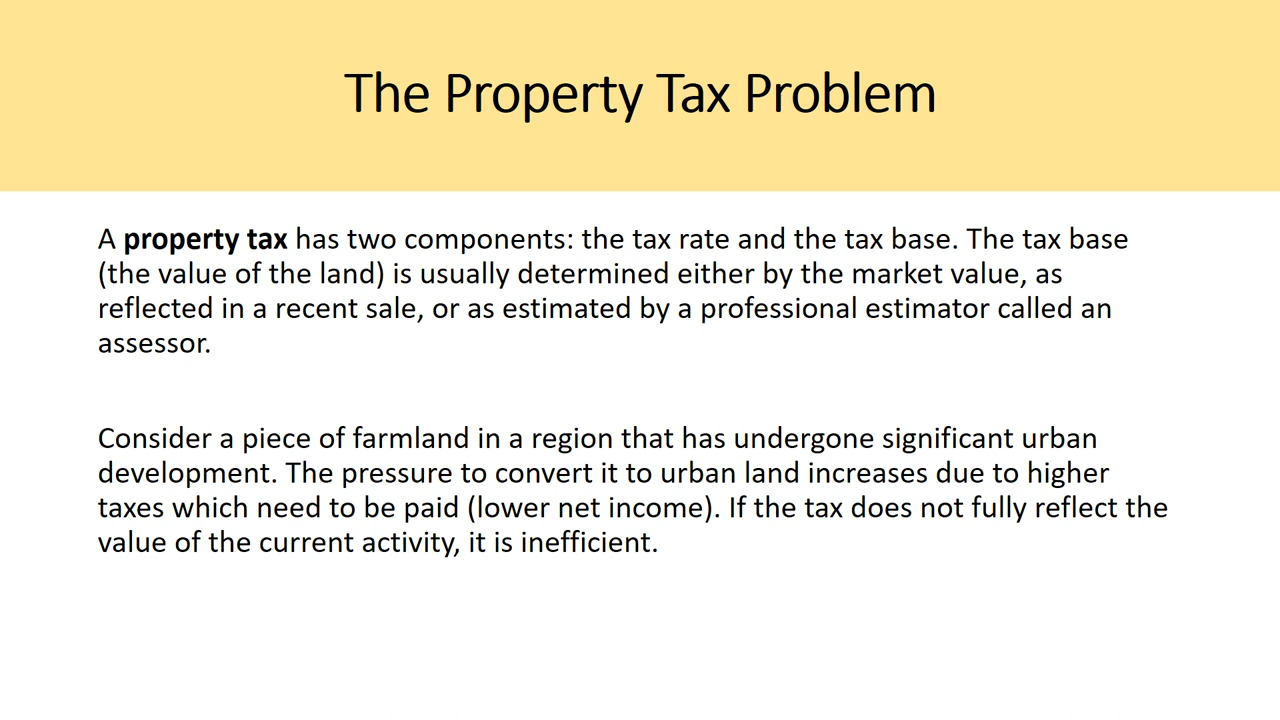 The Property Tax Problem
A property tax has two components: the tax rate and the tax base. The tax base
(the value of the land) is usually determined either by the market value, as
reflected in a recent sale, or as estimated by a professional estimator called an
assessor.
Consider a piece of farmland in a region that has undergone significant urban
development. The pressure to convert it to urban land increases due to higher
taxes which need to be paid (lower net income). If the tax does not fully reflect the
value of the current activity, it is inefficient.